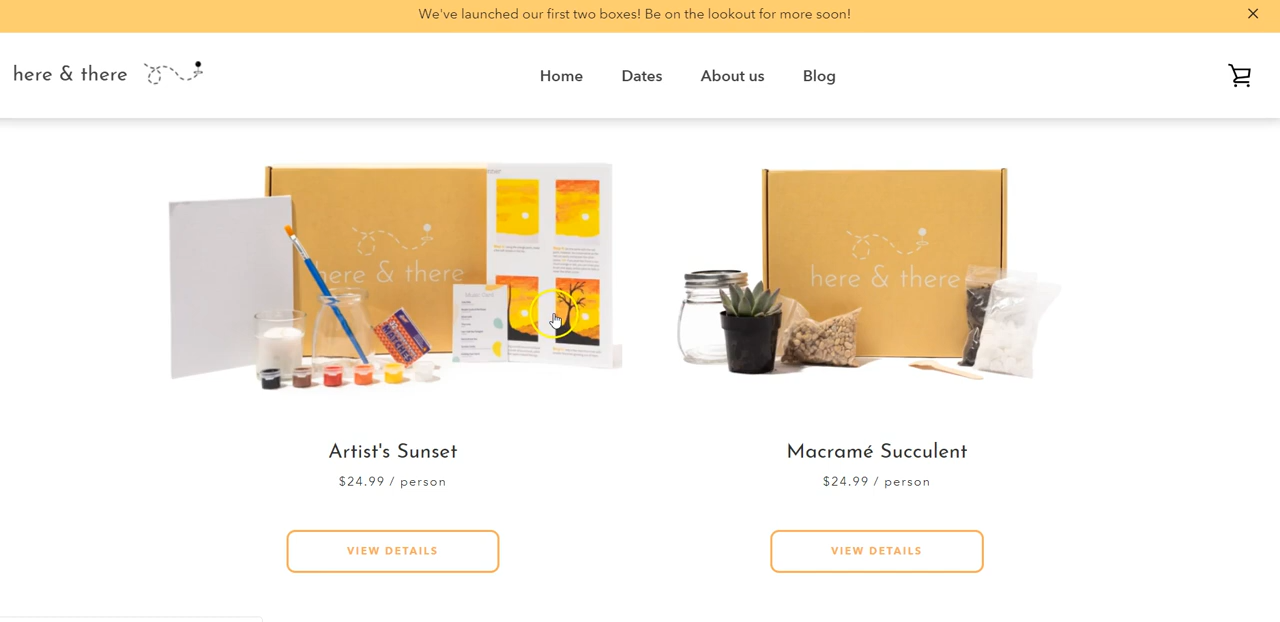 We've launched our first two boxes! Be on the lookout for more soon!
here & there
Home
Dates
About us
Blog
here & there
MATCHES
here & there
Artist's Sunset
$24.99 / person
VIEW DETAILS
Macramé Succulent
$24.99 / person
VIEW DETAILS